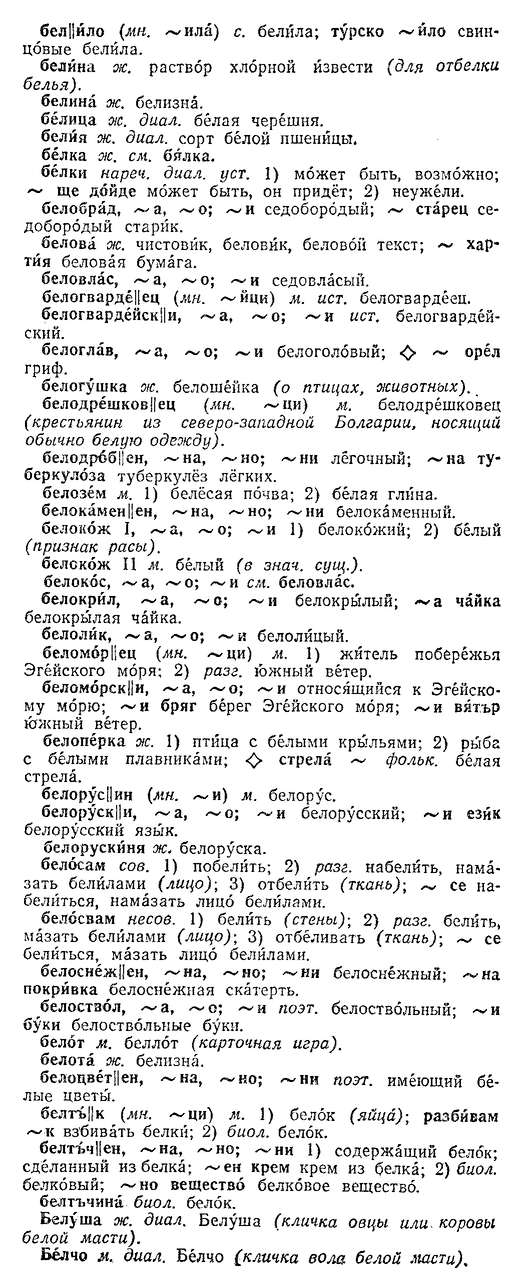 бел||и́ло (мн. ~ила́) с. бели́ла; ту́рско ~и́ло свин-
цо́вые бели́ла.
бели́на ж. раство́р хло́рной и́звести (для отбелки
белья).
белина́ ж. белизна́.
бе́лица ж. диал. бе́лая чере́шня.
бели́я ж. диал. сорт бе́лой пшени́цы.
бе́лка ж. см. бя́лка.
бе́лки нареч. диал. уст. 1) мо́жет быть, возмо́жно;
~ ще до́йде мо́жет быть, он придёт; 2) неуже́ли.
белобра́д, ~а, ~о; ~и седоборо́дый; ~ ста́рец се-
доборо́дый стари́к.
белова́ ж. чистови́к, белови́к, белово́й текст; ~ хар-
ти́я белова́я бума́га.
беловла́с, ~а, ~о; ~и седовла́сый.
белогварде́||ец (мн. ~йци) м. ист. белогварде́ец.
белогварде́йск||и, ~а, ~о; ~и ист. белогварде́й-
ский.
белогла́в, ~а, ~о; ~и белоголо́вый; ◇ ~ оре́л
гриф.
белогу́шка ж. белоше́йка (о птицах, животных).
белодре́шков||ец (мн. ~ци) м. белодре́шковец
(крестьянин из северо-западной Болгарии, носящий
обычно белую одежду).
белодро́б||ен, ~на, ~но; ~ни лёгочный; ~на ту-
беркуло́за туберкулёз лёгких.
белозём м. 1) белёсая по́чва; 2) бе́лая гли́на.
белока́мен||ен, ~на, ~но; ~ни белока́менный.
белоко́ж I, ~а, ~о; ~и 1) белоко́жий; 2) бе́лый
(признак расы).
белоко́ж II м. бе́лый (в знач. сущ.).
белоко́с, ~а, ~о; ~и см. беловла́с.
белокри́л, ~а, ~о; ~и белокры́лый; ~а ча́йка
белокры́лая ча́йка.
белоли́к, ~а, ~о; ~и белоли́цый.
беломо́р||ец (мн. ~ци) м. 1) жи́тель побере́жья
Эге́йского мо́ря; 2) разг. ю́жный ве́тер.
беломо́рск||и, ~а, ~о; ~и относя́щийся к Эге́йско-
му мо́рю; ~и бряг бе́рег Эге́йского мо́ря; ~и вя́тър
ю́жный ве́тер.
белопе́рка ж. 1) пти́ца с бе́лыми кры́льями; 2) ры́ба
с бе́лыми плавника́ми; ◇ стрела́ ~ фольк. бе́лая
стрела́.
белору́с||ин (мн. ~и) м. белору́с.
белору́ск||и, ~а, ~о; ~и белору́сский; ~и ези́к
белору́сский язы́к.
белорускиня ж. белору́ска.
бело́сам сов. 1) побели́ть; 2) разг. набели́ть, нама́-
зать бели́лами (лицо); 3) отбели́ть (ткань); ~ се на-
бели́ться, нама́зать лицо́ бели́лами.
бело́свам несов. 1) бели́ть (стены); 2) разг. бели́ть,
ма́зать бели́лами (лицо); 3) отбе́ливать (ткань); ~ се
бели́ться, ма́зать лицо́ бели́лами.
белосне́ж||ен, ~на, ~но; ~ни белосне́жный; ~на
покри́вка белосне́жная ска́терть.
белоство́л, ~а, ~о; ~и поэт. белоство́льный; ~и
бу́ки белоство́льные бу́ки.
бело́т м. белло́т (карточная игра).
белота́ ж. белизна́.
белоцве́т||ен, ~на, ~но; ~ни поэт. име́ющий бе́-
лые цветы́.
белтъ́||к (мн. ~ци) м. 1) бело́к (яйца); разби́вам
~к взбива́ть белки́; 2) биол. бело́к.
белтъ́ч||ен, ~на, ~но; ~ни 1) содержа́щий бело́к;
сде́ланный из белка́; ~ен крем крем из белка́; 2) биол.
белко́вый; ~но вещество́ белко́вое вещество́.
белтъчина́ биол. бело́к.
Белу́ша ж. диал. Белу́ша (кличка овцы или коровы
белой масти).
Бе́лчо м. диал. Бе́лчо (кличка вола белой масти).